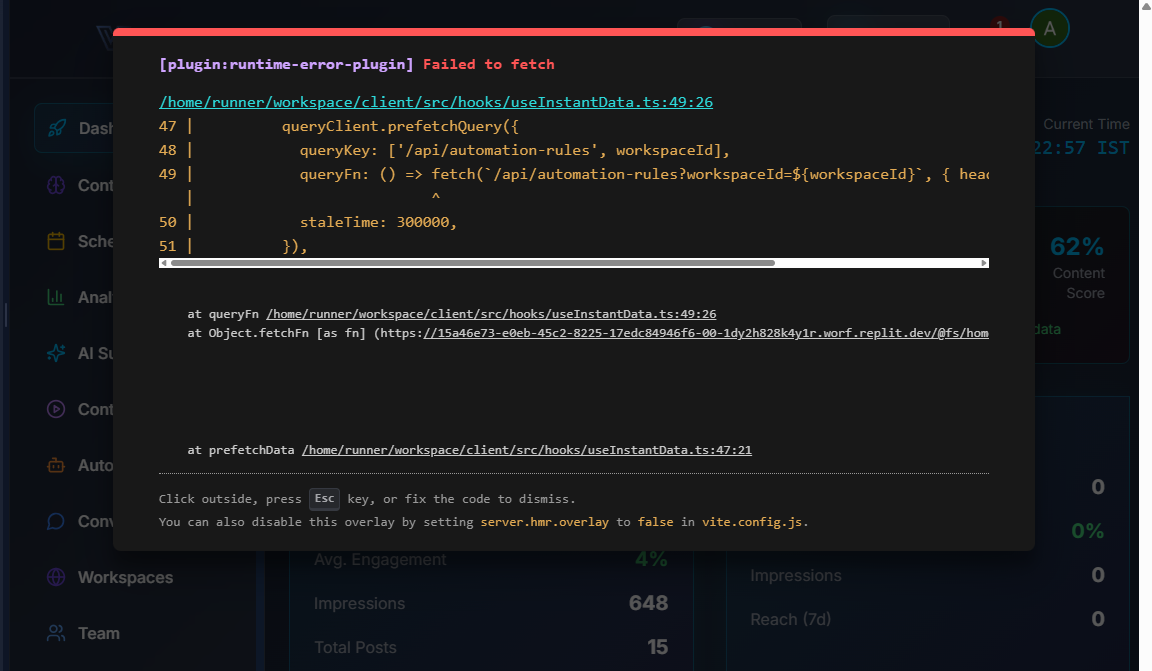 1
A
[plugin:runtime-error-plugin] Failed to fetch
/home/runner/workspace/client/src/hooks/useInstantData.ts:49:26
47 | queryClient.prefetchQuery({
48 | queryKey: ['/api/automation-rules', workspaceId],
49 | queryFn: () => fetch(`/api/automation-rules?workspaceId=${workspaceId}`, { head
| ^
50 | staleTime: 300000,
51 | }),
at queryFn /home/runner/workspace/client/src/hooks/useInstantData.ts:49:26
at Object.fetchFn [as fn] (https://15a46e73-e0eb-45c2-8225-17edc84946f6-00-1dy2h828k4y1r.worf.replit.dev/@fs/hom
at prefetchData /home/runner/workspace/client/src/hooks/useInstantData.ts:47:21
Click outside, press Esc key, or fix the code to dismiss.
You can also disable this overlay by setting server.hmr.overlay to false in vite.config.js.
Dash
Cont
Sche
Anal
AI Su
Cont
Auto
Conv
Workspaces
Team
Current Time
22:57 IST
62%
Content
Score
data
0
0%
Avg. Engagement 4%
Impressions 648
Total Posts 15
Impressions 0
Reach (7d) 0